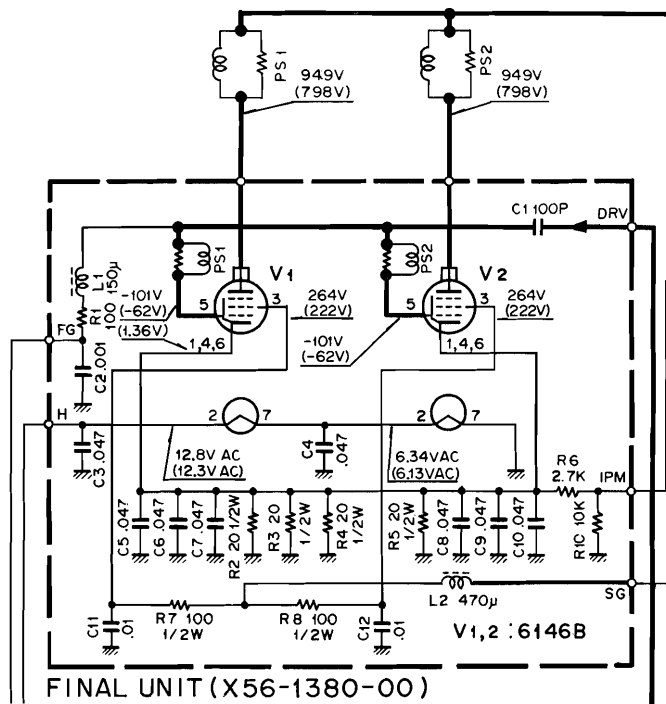 PS1
PS2
949V
(798V)
949V
(798V)
C1 100P
DRV
PS1
PS2
L1
150μ
R1
100
V1
V2
-101V
(-62V)
(1.36V)
5
3
264V
(222V)
5
3
264V
(222V)
-101V
(-62V)
1,4,6
1,4,6
FG
C2.001
H
2
7
2
7
C3.047
12.8V AC
(12.3V AC)
C4
.047
6.34VAC
(6.13VAC)
R6
2.7K
IPM
C5 .047
C6 .047
C7 .047
R2 20 1/2W
R3 20
1/2W
R4 20
1/2W
R5 20
1/2W
C8 .047
C9 .047
C10 .047
R1C 10K
L2 470μ
SG
C11
.01
R7 100
1/2W
R8 100
1/2W
C12
.01
V1,2 : 6146B
FINAL UNIT (X56-1380-00)